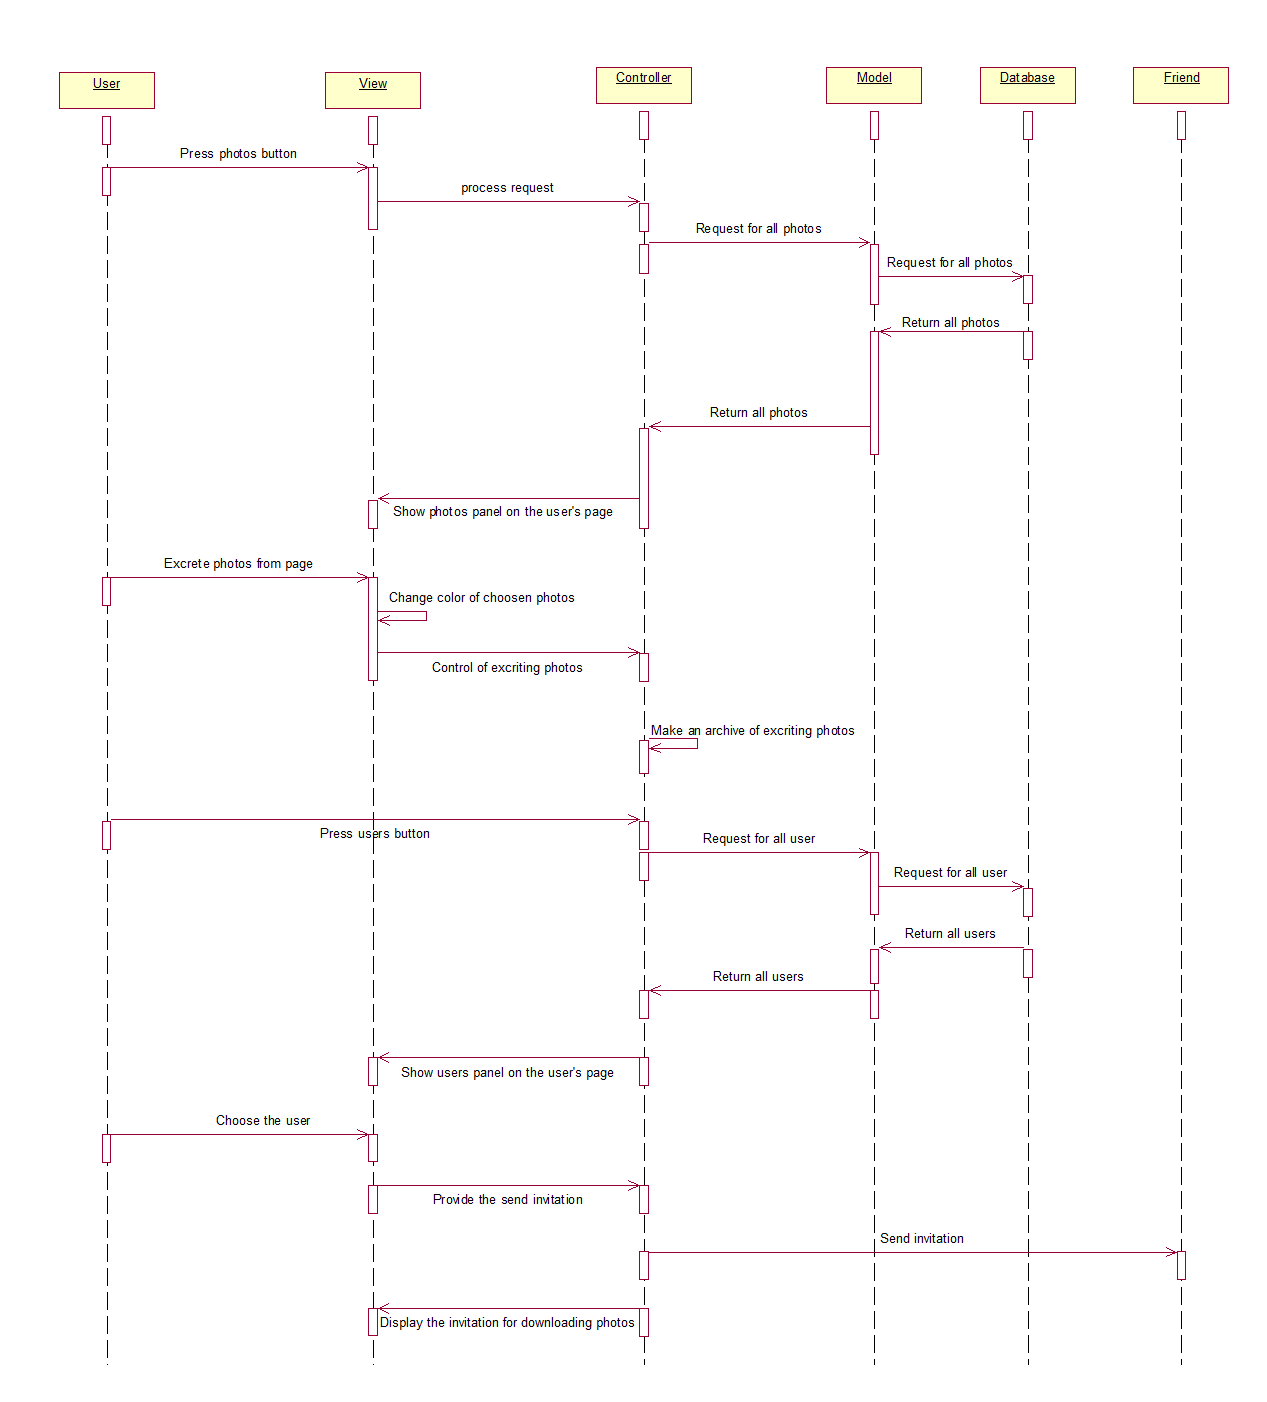 User
View
Controller
Model
Database
Friend
Press photos button
process request
Request for all photos
Request for all photos
Return all photos
Return all photos
Show photos panel on the user's page
Excrete photos from page
Change color of choosen photos
Control of excriting photos
Make an archive of excriting photos
Press users button
Request for all user
Request for all user
Return all users
Return all users
Show users panel on the user's page
Choose the user
Provide the send invitation
Send invitation
Display the invitation for downloading photos